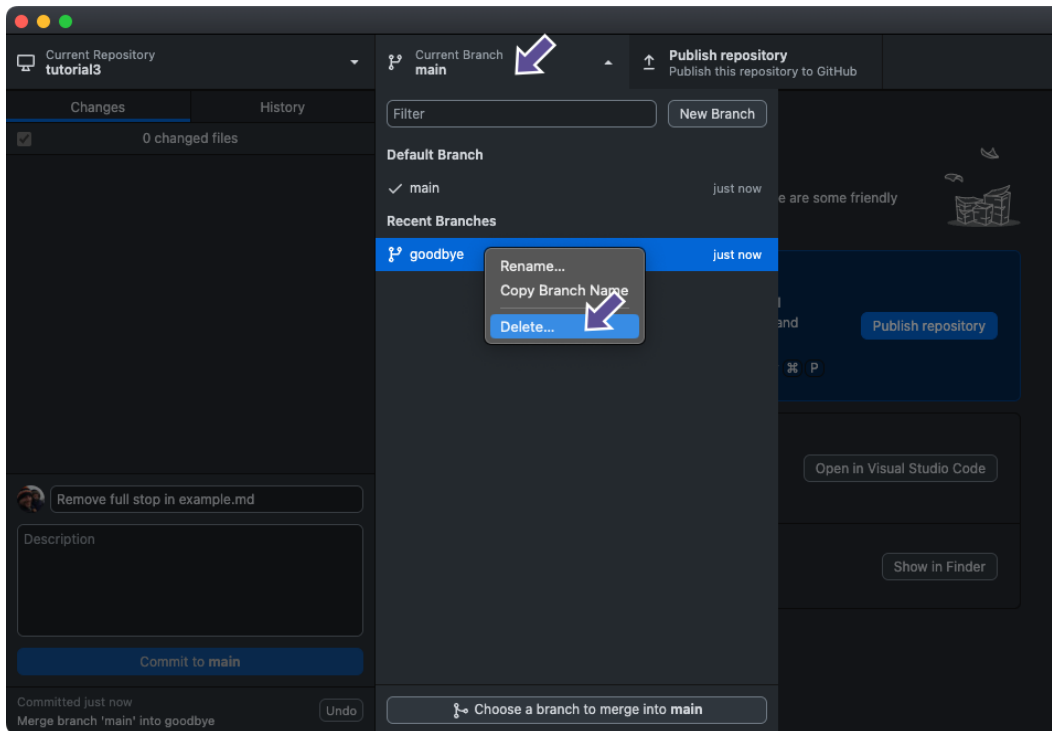 Current Repository
tutorial3
Current Branch
main
Publish repository
Publish this repository to GitHub
Changes
History
0 changed files
Filter
New Branch
Default Branch
main
just now
Recent Branches
goodbye
just now
Rename...
Copy Branch Name
Delete...
e are some friendly
and
Publish repository
⌘ P
Open in Visual Studio Code
Show in Finder
Remove full stop in example.md
Description
Commit to main
Committed just now
Merge branch 'main' into goodbye
Undo
Choose a branch to merge into main